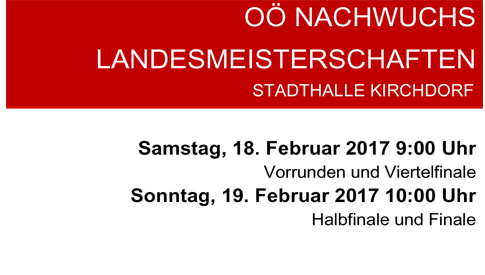 OÖ NACHWUCHS
LANDESMEISTERSCHAFTEN
STADTHALLE KIRCHDORF
Samstag, 18. Februar 2017 9:00 Uhr
Vorrunden und Viertelfinale
Sonntag, 19. Februar 2017 10:00 Uhr
Halbfinale und Finale